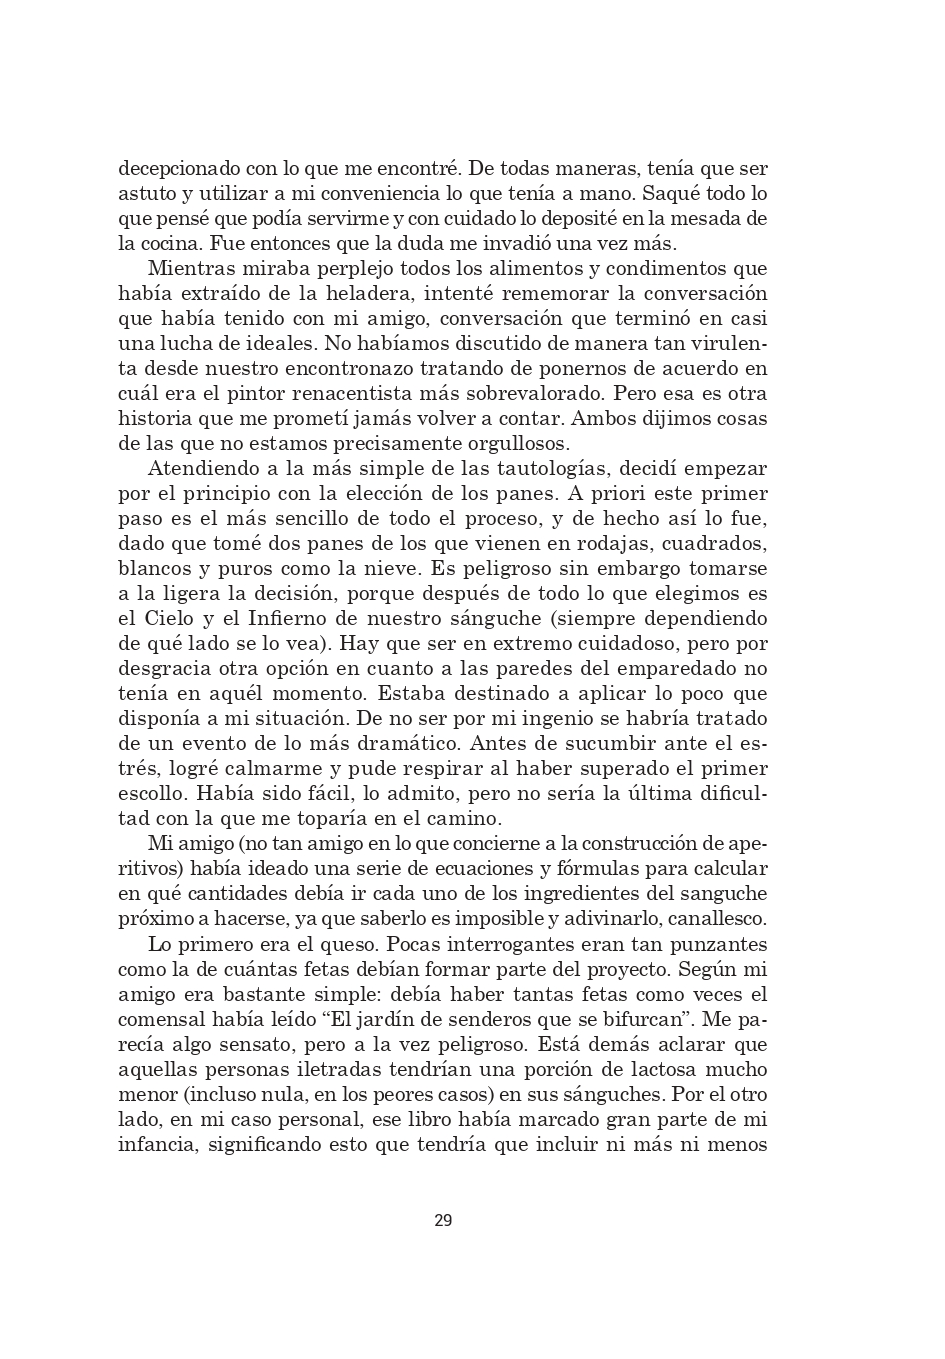 decepcionado con lo que me encontré. De todas maneras, tenía que ser
astuto y utilizar a mi conveniencia lo que tenía a mano. Saqué todo lo
que pensé que podía servirme y con cuidado lo deposité en la mesada de
la cocina. Fue entonces que la duda me invadió una vez más.
Mientras miraba perplejo todos los alimentos y condimentos que
había extraído de la heladera, intenté rememorar la conversación
que había tenido con mi amigo, conversación que terminó en casi
una lucha de ideales. No habíamos discutido de manera tan virulen-
ta desde nuestro encontronazo tratando de ponernos de acuerdo en
cuál era el pintor renacentista más sobrevalorado. Pero esa es otra
historia que me prometí jamás volver a contar. Ambos dijimos cosas
de las que no estamos precisamente orgullosos.
Atendiendo a la más simple de las tautologías, decidí empezar
por el principio con la elección de los panes. A priori este primer
paso es el más sencillo de todo el proceso, y de hecho así lo fue,
dado que tomé dos panes de los que vienen en rodajas, cuadrados,
blancos y puros como la nieve. Es peligroso sin embargo tomarse
a la ligera la decisión, porque después de todo lo que elegimos es
el Cielo y el Infierno de nuestro sánguche (siempre dependiendo
de qué lado se lo vea). Hay que ser en extremo cuidadoso, pero por
desgracia otra opción en cuanto a las paredes del emparedado no
tenía en aquél momento. Estaba destinado a aplicar lo poco que
disponía a mi situación. De no ser por mi ingenio se habría tratado
de un evento de lo más dramático. Antes de sucumbir ante el es-
trés, logré calmarme y pude respirar al haber superado el primer
escollo. Había sido fácil, lo admito, pero no sería la última dificul-
tad con la que me toparía en el camino.
Mi amigo (no tan amigo en lo que concierne a la construcción de ape-
ritivos) había ideado una serie de ecuaciones y fórmulas para calcular
en qué cantidades debía ir cada uno de los ingredientes del sanguche
próximo a hacerse, ya que saberlo es imposible y adivinarlo, canallesco.
Lo primero era el queso. Pocas interrogantes eran tan punzantes
como la de cuántas fetas debían formar parte del proyecto. Según mi
amigo era bastante simple: debía haber tantas fetas como veces el
comensal había leído “El jardín de senderos que se bifurcan”. Me pa-
recía algo sensato, pero a la vez peligroso. Está demás aclarar que
aquellas personas iletradas tendrían una porción de lactosa mucho
menor (incluso nula, en los peores casos) en sus sánguches. Por el otro
lado, en mi caso personal, ese libro había marcado gran parte de mi
infancia, significando esto que tendría que incluir ni más ni menos
29